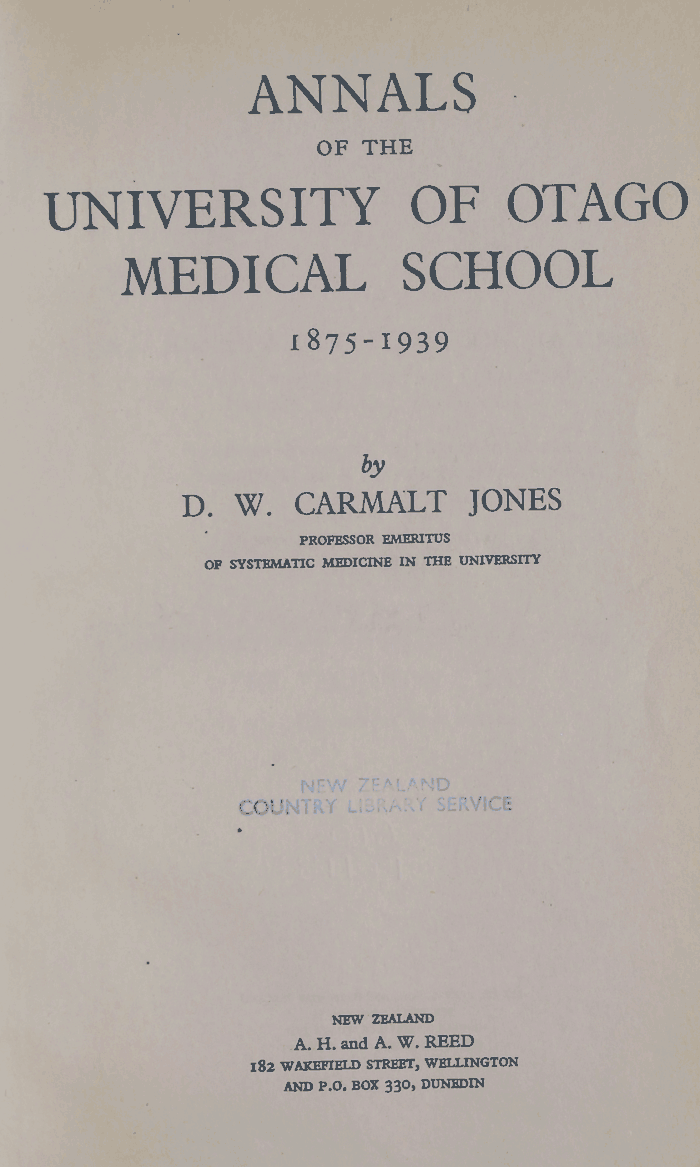 ANNALS
OF THE
UNIVERSITY OF OTAGO
MEDICAL SCHOOL
1875-1939
by
D. W. CARMALT JONES
PROFESSOR EMERITUS
OF SYSTEMATIC MEDICINE IN THE UNIVERSITY
NEW ZEALAND
COUNTRY LIBRARY SERVICE
NEW ZEALAND
A. H. and A. W. REED
182 WAKEFIELD STREET, WELLINGTON
AND P.O. BOX 330, DUNEDIN